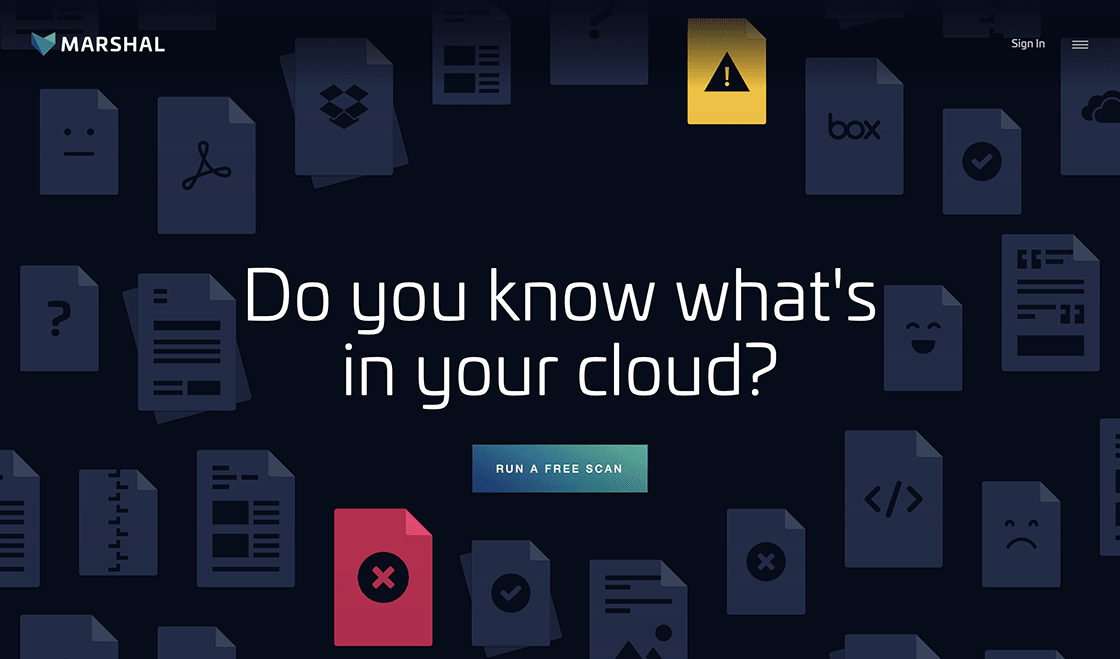 MARSHAL
Sign In
box
Do you know what's
in your cloud?
RUN A FREE SCAN